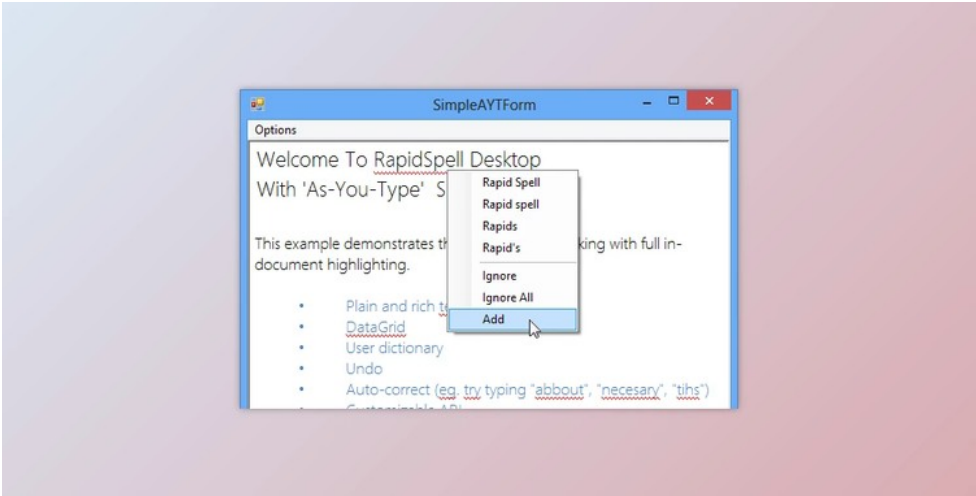 SimpleAYTForm
Options
Welcome To RapidSpell Desktop
With 'As-You-Type' S
Rapid Spell
Rapid spell
Rapids
Rapid's
Ignore
Ignore All
Add
This example demonstrates th king with full in-
document highlighting.
• Plain and rich te
• DataGrid
• User dictionary
• Undo
• Auto-correct (eg. try typing "abbout", "necesary", "tihs")